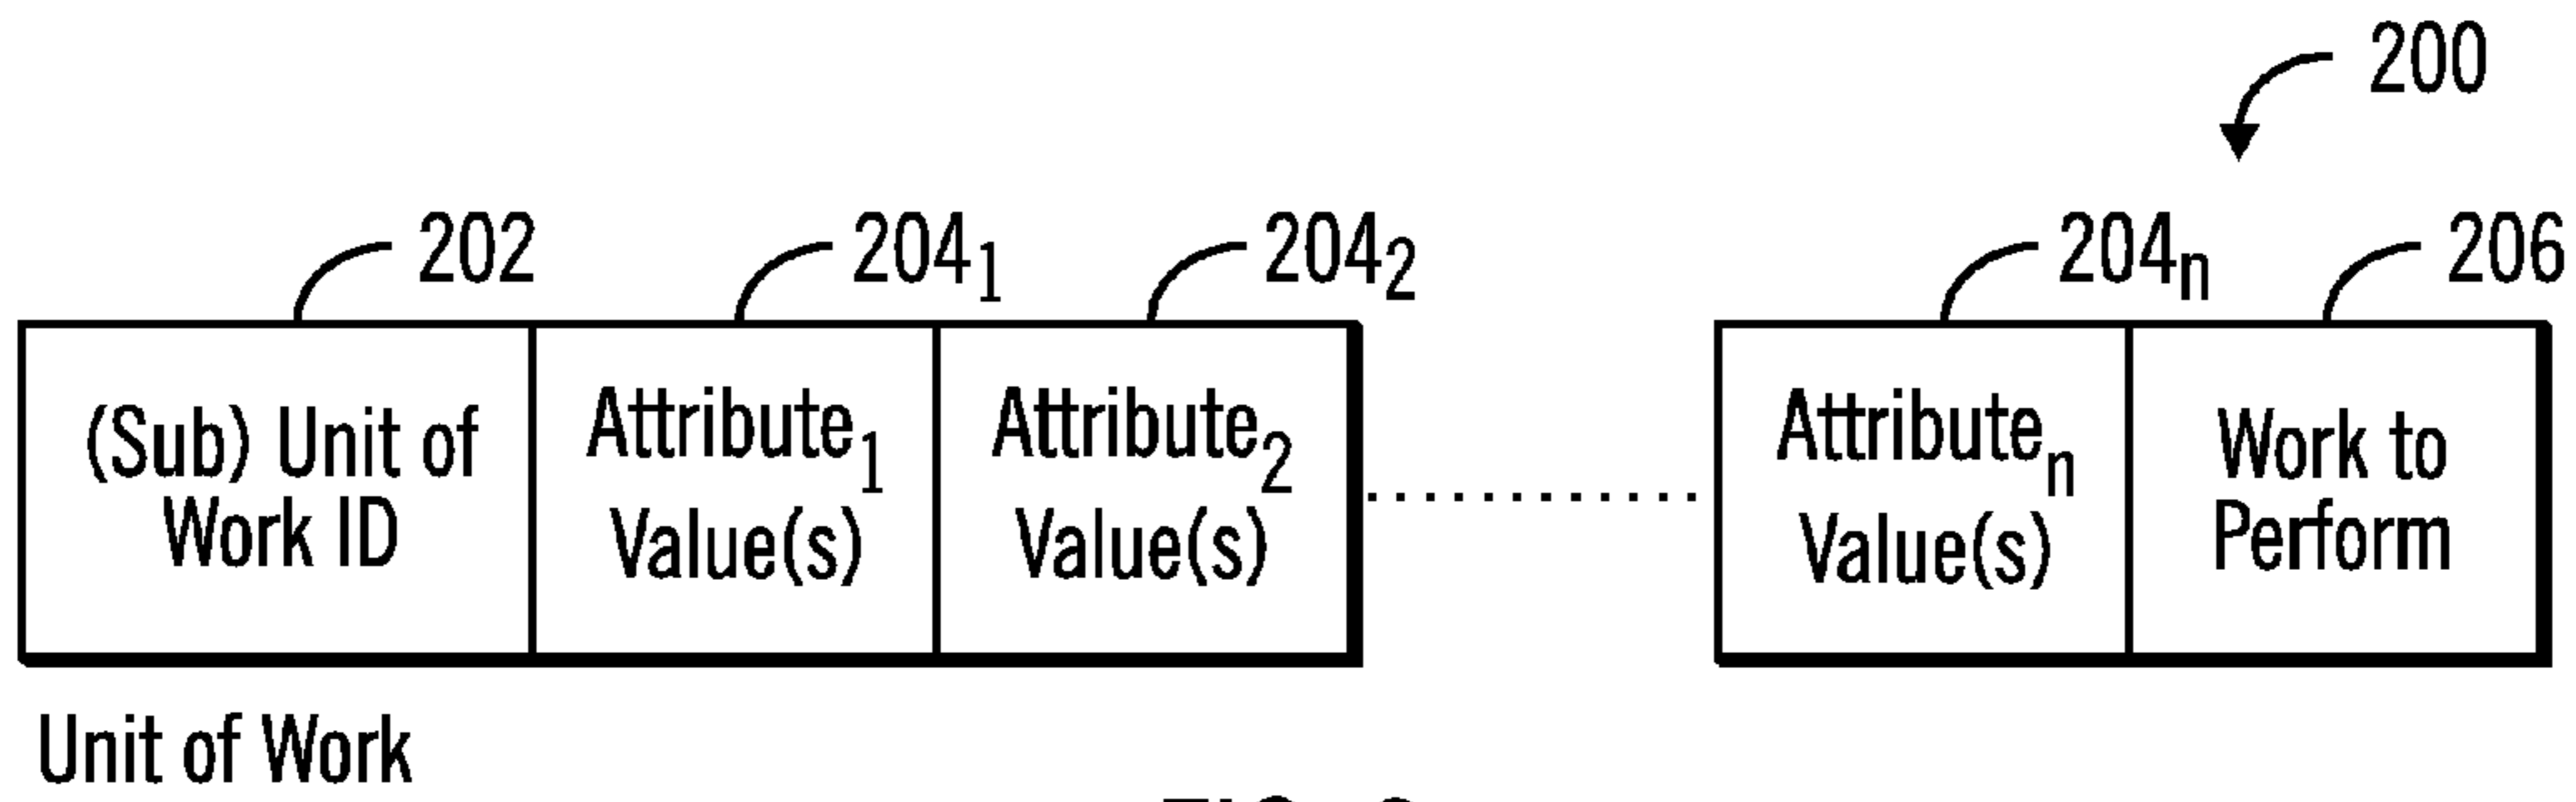 200
202
204₁
204₂
204ₙ
206
(Sub) Unit of
Work ID
Attribute₁
Value(s)
Attribute₂
Value(s)
Attributeₙ
Value(s)
Work to
Perform
Unit of Work